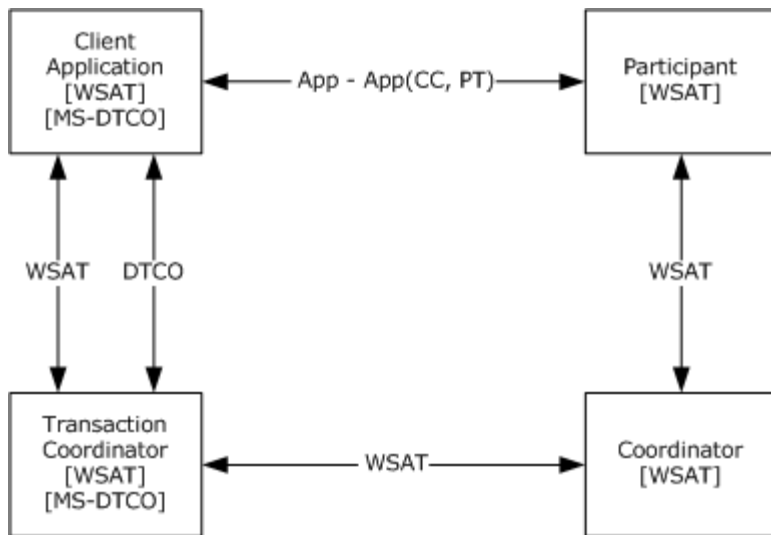 Client
Application
[WSAT]
[MS-DTCO]
App - App(CC, PT)
Participant
[WSAT]
WSAT
DTCO
WSAT
Transaction
Coordinator
[WSAT]
[MS-DTCO]
WSAT
Coordinator
[WSAT]